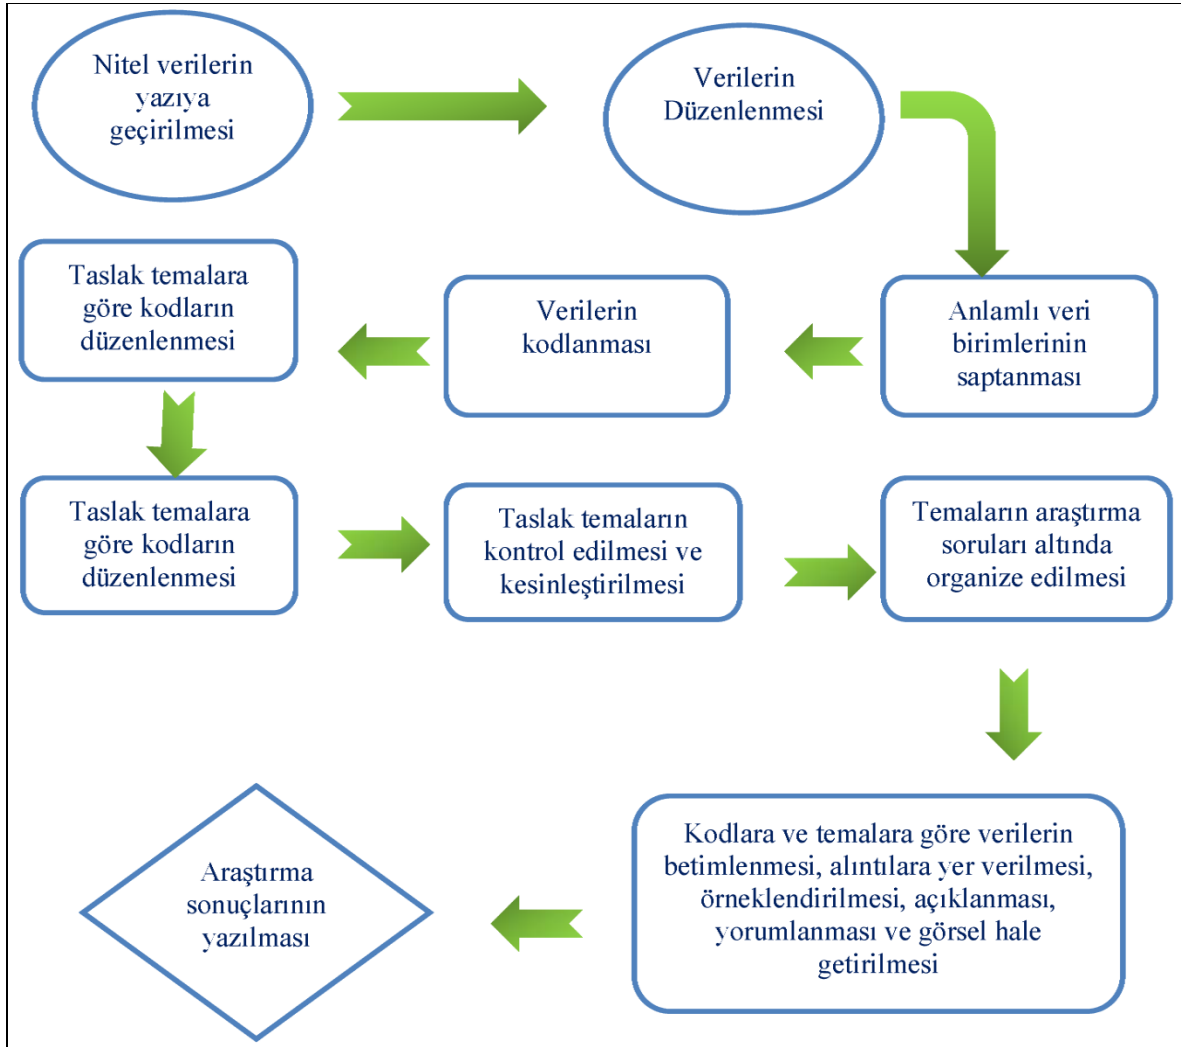 Nitel verilerin
yazıya
geçirilmesi
Verilerin
Düzenlenmesi
Anlamlı veri
birimlerinin
saptanması
Verilerin
kodlanması
Taslak temalara
göre kodların
düzenlenmesi
Taslak temalara
göre kodların
düzenlenmesi
Taslak temaların
kontrol edilmesi ve
kesinleştirilmesi
Temaların araştırma
soruları altında
organize edilmesi
Kodlara ve temalara göre verilerin
betimlenmesi, alıntılara yer verilmesi,
örneklendirilmesi, açıklanması,
yorumlanması ve görsel hale
getirilmesi
Araştırma
sonuçlarının
yazılması